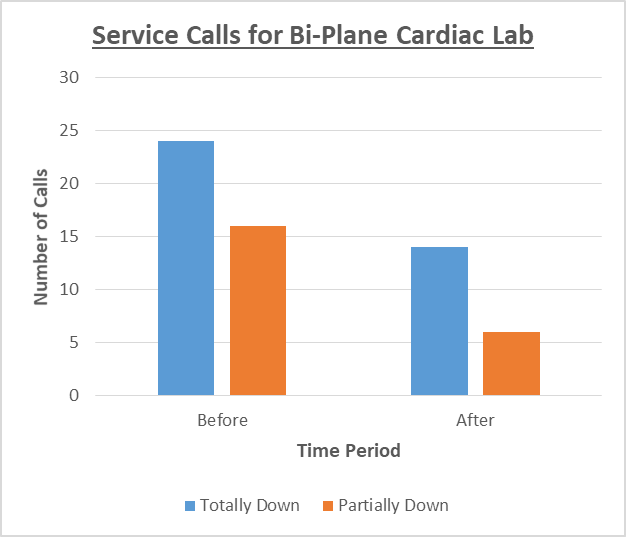 Service Calls for Bi-Plane Cardiac Lab
30
25
20
15
10
5
0
Number of Calls
Before After
Time Period
Totally Down Partially Down